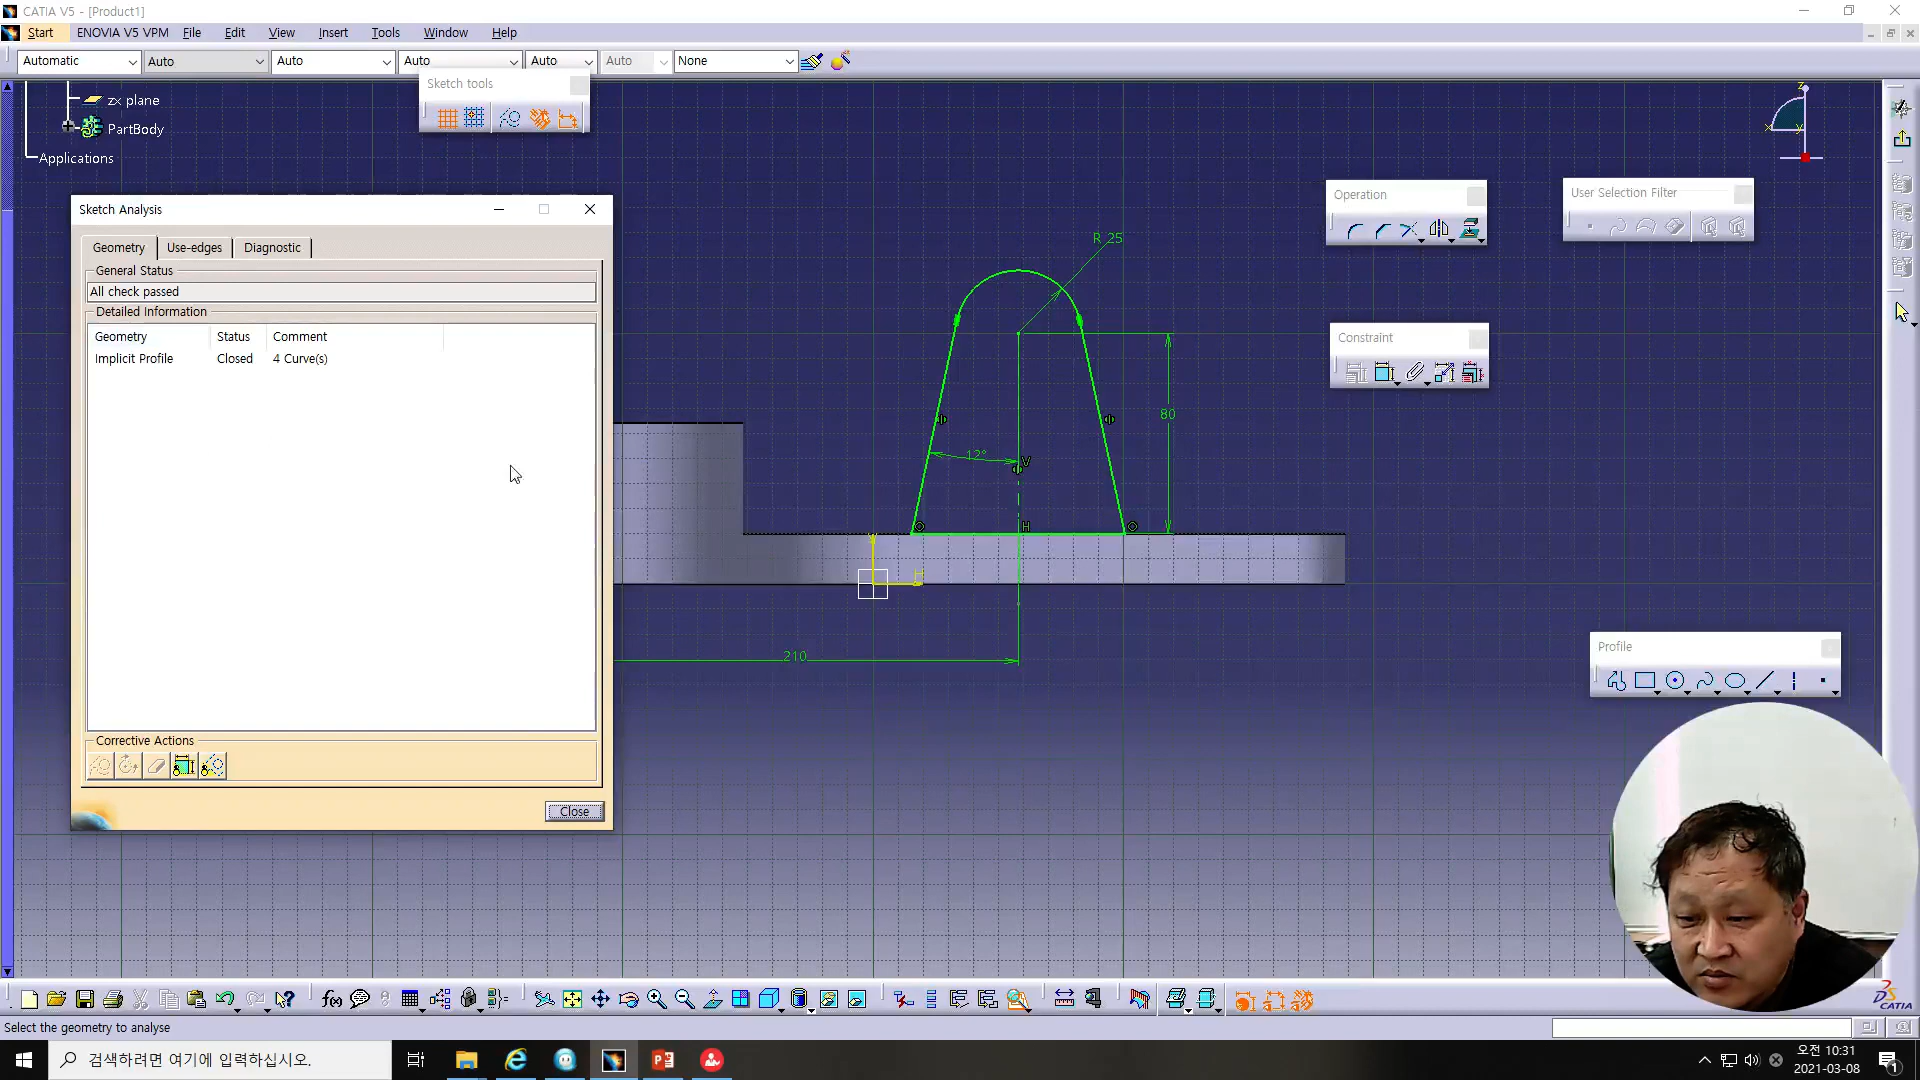 CATIA V5 - [Product1]
Start ENOVIA V5 VPM File Edit View Insert Tools Window Help
Automatic Auto Auto Auto Auto Auto None
Sketch tools
zx plane
PartBody
Applications
Sketch Analysis
Geometry Use-edges Diagnostic
General Status
All check passed
Detailed Information
Geometry Status Comment
Implicit Profile Closed 4 Curve(s)
Corrective Actions
Close
R 25
80
12°
V
H
H
210
z
x
y
Operation
User Selection Filter
Constraint
Profile
CATIA
Select the geometry to analyse
검색하려면 여기에 입력하십시오.
오전 10:31
2021-03-08
1